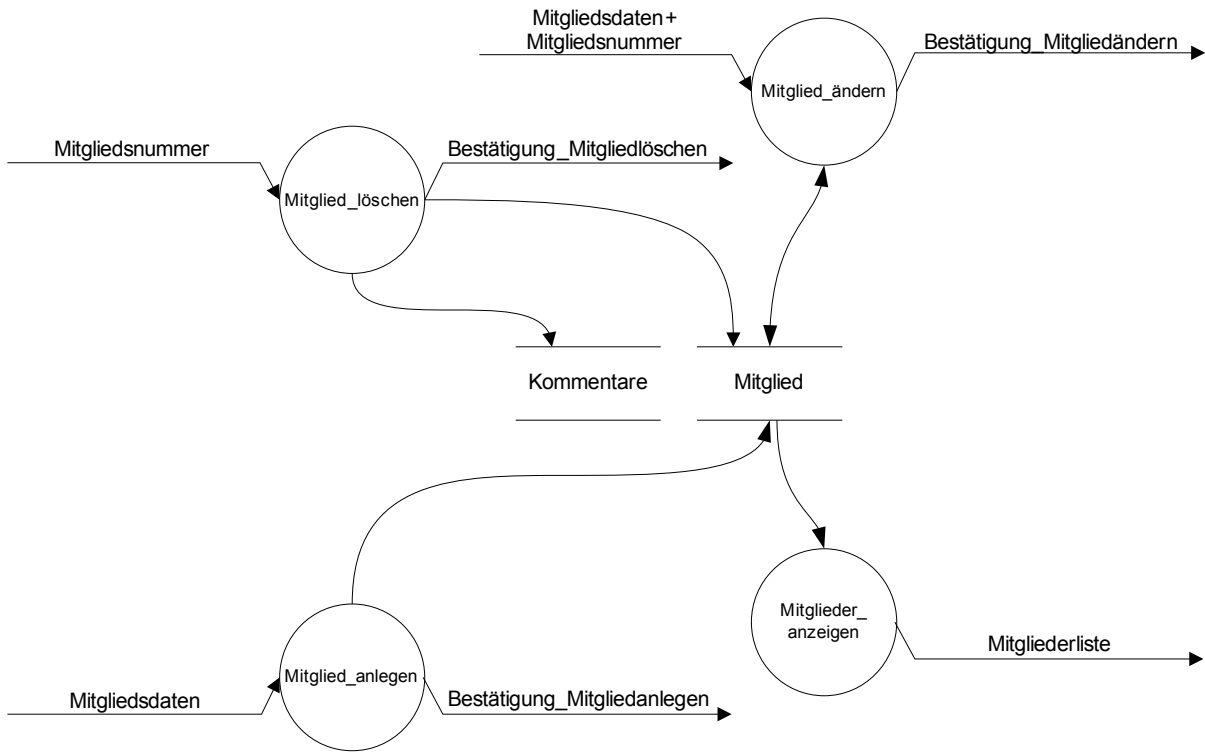 Mitgliedsdaten+
Mitgliedsnummer
Bestätigung_Mitgliedändern
Mitglied_ändern
Mitgliedsnummer
Bestätigung_Mitgliedlöschen
Mitglied_löschen
Kommentare
Mitglied
Mitglieder_
anzeigen
Mitgliederliste
Mitglied_anlegen
Mitgliedsdaten
Bestätigung_Mitgliedanlegen